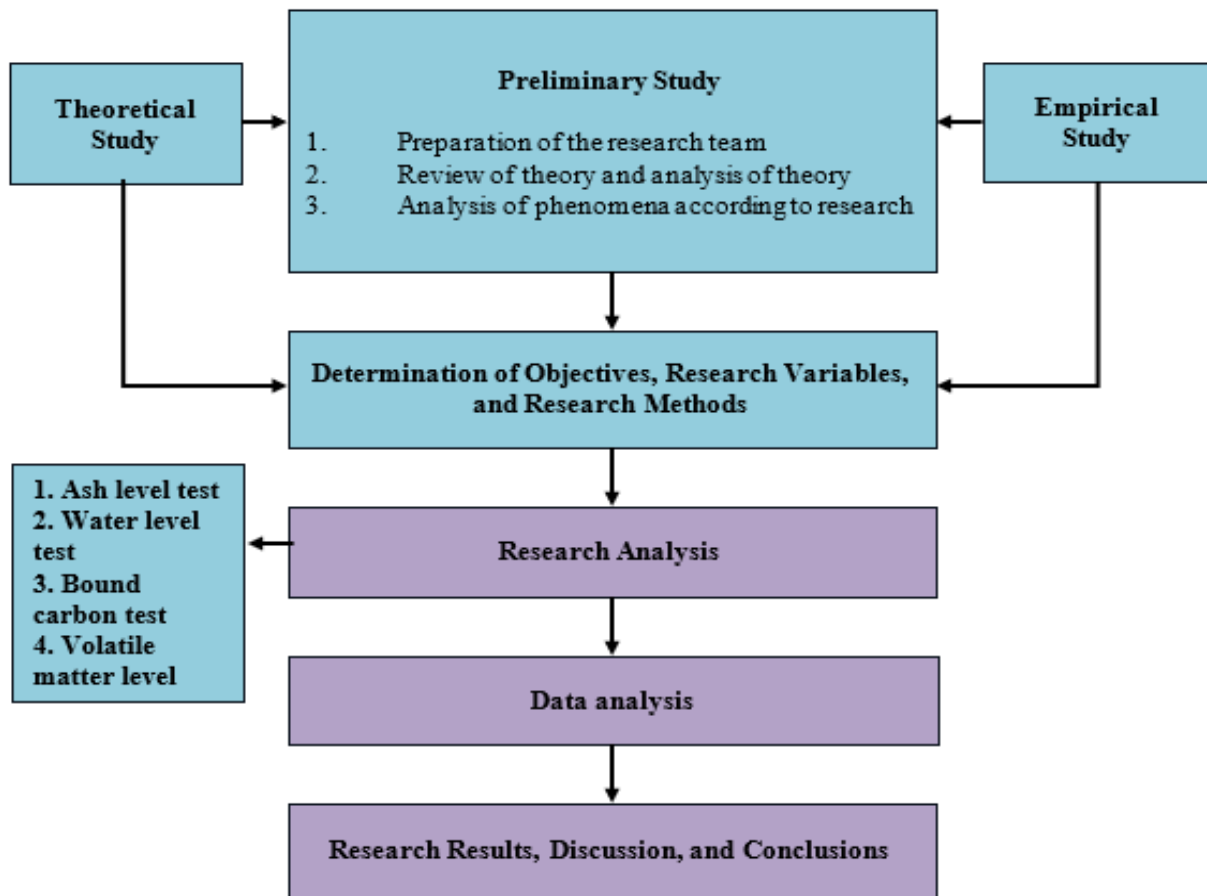 Theoretical
Study
Preliminary Study
1. Preparation of the research team
2. Review of theory and analysis of theory
3. Analysis of phenomena according to research
Empirical
Study
Determination of Objectives, Research Variables,
and Research Methods
1. Ash level test
2. Water level
test
3. Bound
carbon test
4. Volatile
matter level
Research Analysis
Data analysis
Research Results, Discussion, and Conclusions